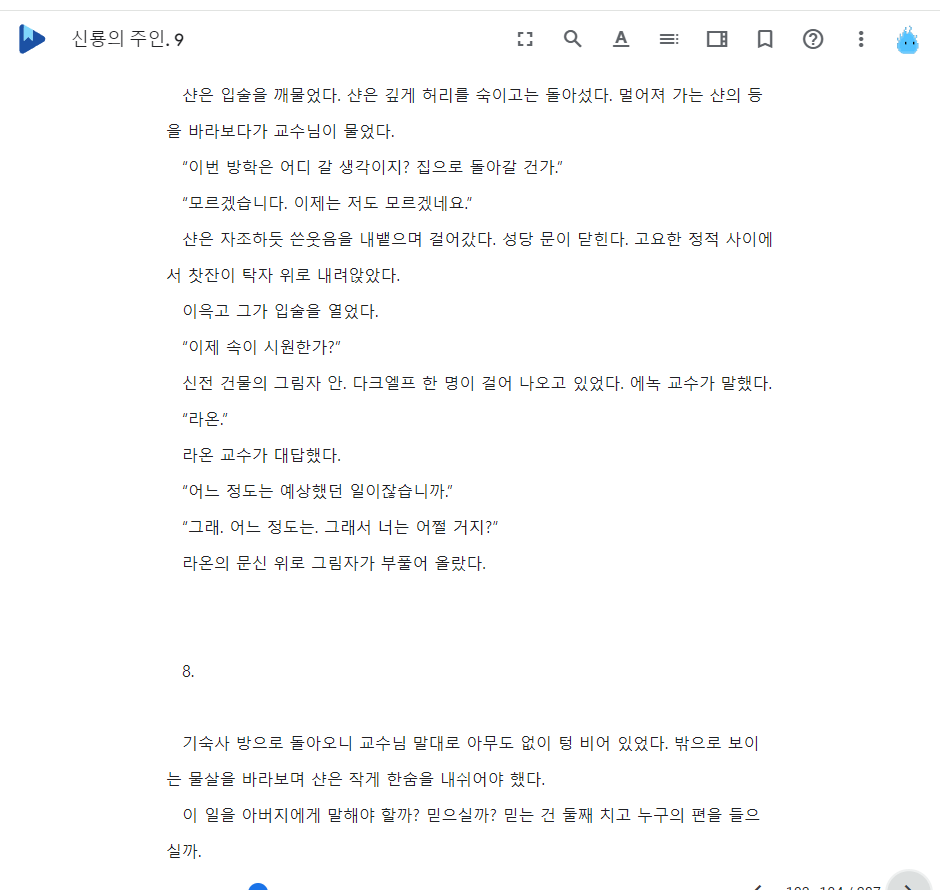 신룡의 주인. 9
샨은 입술을 깨물었다. 샨은 깊게 허리를 숙이고는 돌아섰다. 멀어져 가는 샨의 등
을 바라보다가 교수님이 물었다.
“이번 방학은 어디 갈 생각이지? 집으로 돌아갈 건가.”
“모르겠습니다. 이제는 저도 모르겠네요.”
샨은 자조하듯 쓴웃음을 내뱉으며 걸어갔다. 성당 문이 닫힌다. 고요한 정적 사이에
서 찻잔이 탁자 위로 내려앉았다.
이윽고 그가 입술을 열었다.
“이제 속이 시원한가?”
신전 건물의 그림자 안. 다크엘프 한 명이 걸어 나오고 있었다. 에녹 교수가 말했다.
“라온.”
라온 교수가 대답했다.
“어느 정도는 예상했던 일이잖습니까.”
“그래. 어느 정도는. 그래서 너는 어쩔 거지?”
라온의 문신 위로 그림자가 부풀어 올랐다.
8.
기숙사 방으로 돌아오니 교수님 말대로 아무도 없이 텅 비어 있었다. 밖으로 보이
는 물살을 바라보며 샨은 작게 한숨을 내쉬어야 했다.
이 일을 아버지에게 말해야 할까? 믿으실까? 믿는 건 둘째 치고 누구의 편을 들으
실까.